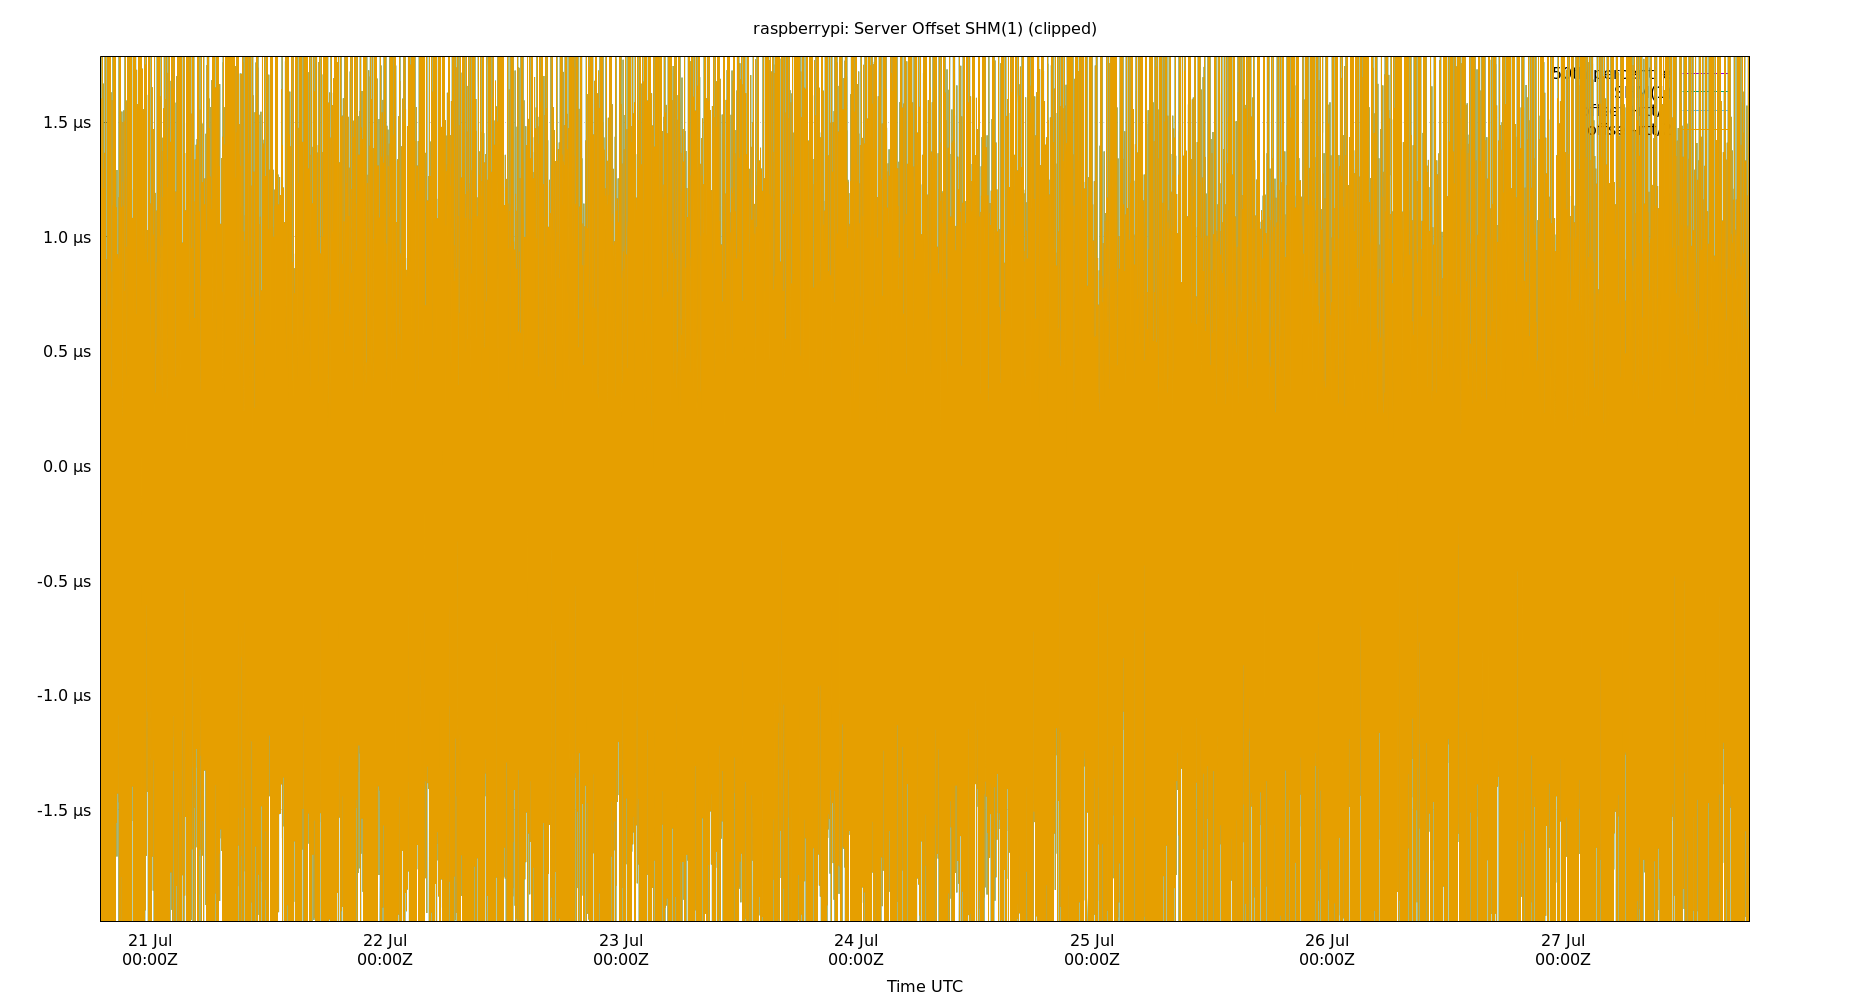 raspberrypi: Server Offset SHM(1) (clipped)
1.5 µs
1.0 µs
0.5 µs
0.0 µs
-0.5 µs
-1.0 µs
-1.5 µs
21 Jul 22 Jul 23 Jul 24 Jul 25 Jul 26 Jul 27 Jul
00:00Z 00:00Z 00:00Z 00:00Z 00:00Z 00:00Z 00:00Z
Time UTC